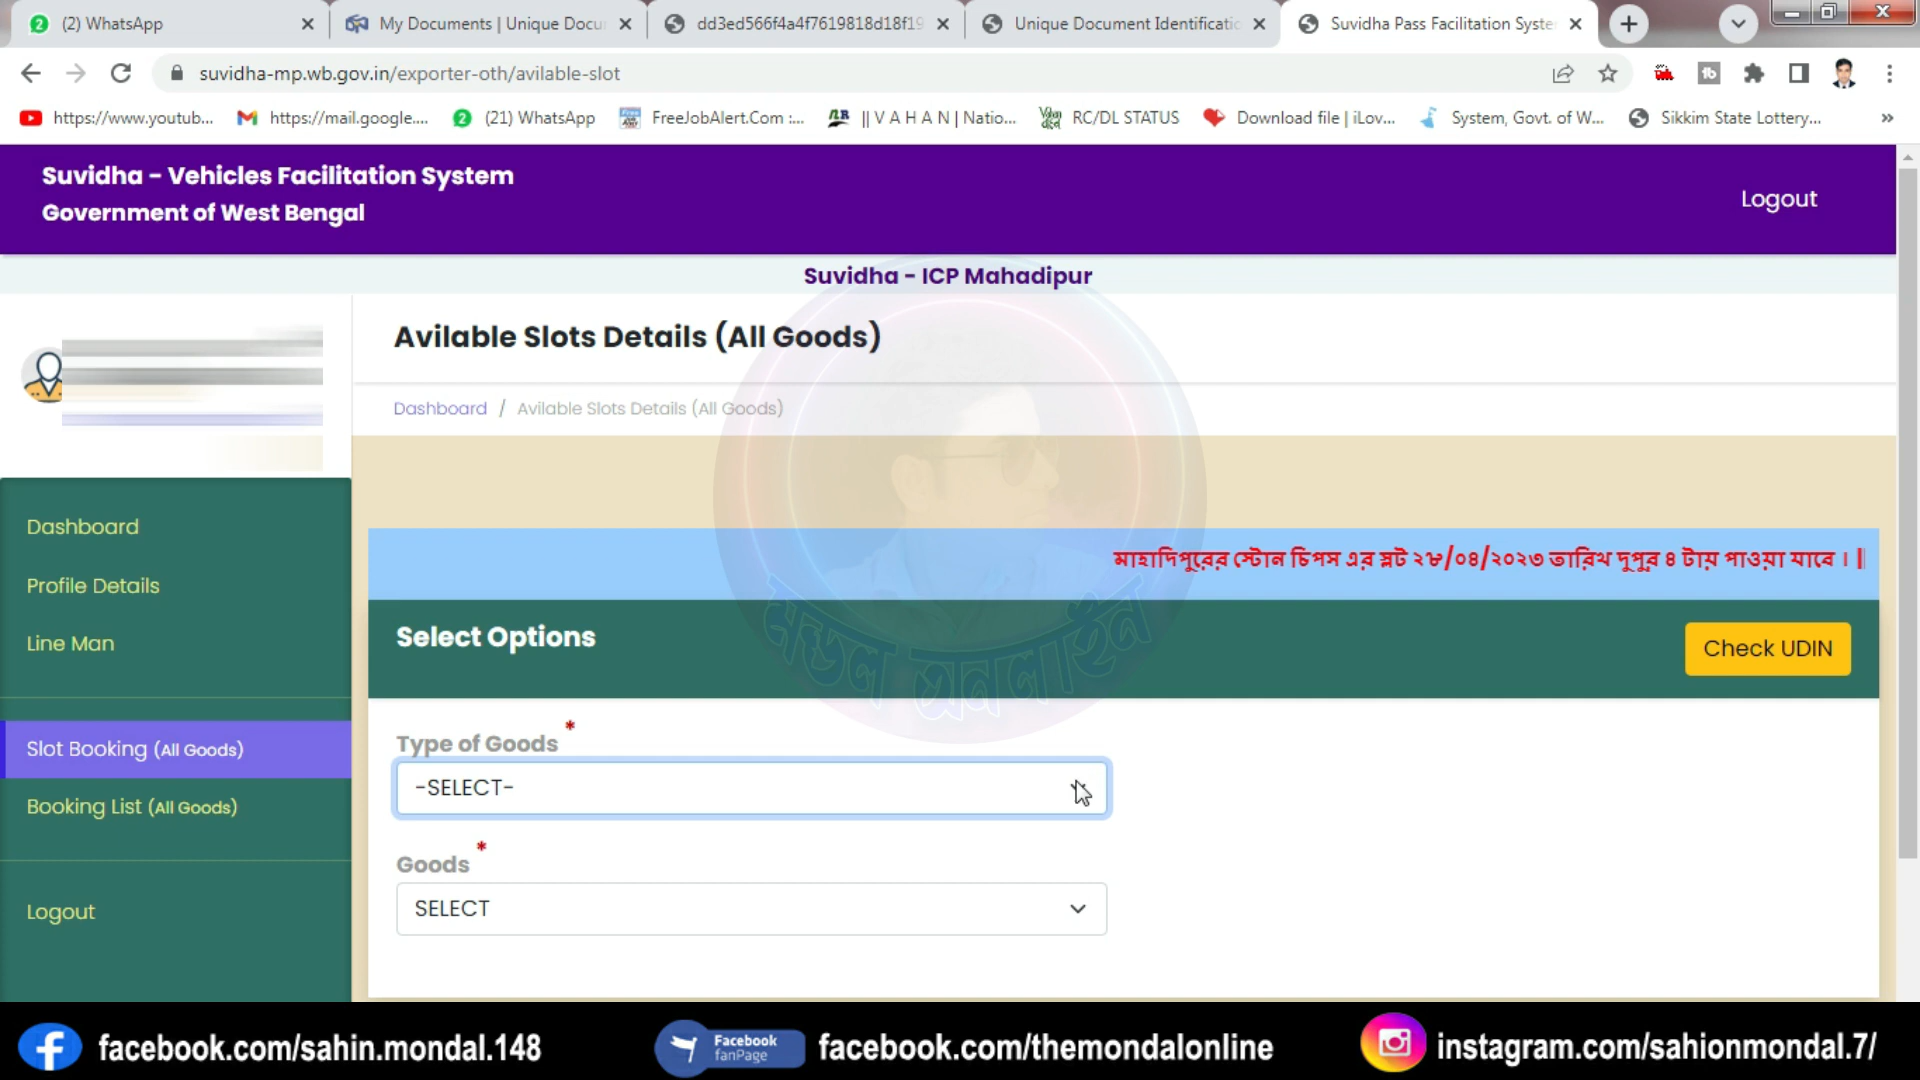 (2) WhatsApp
My Documents | Unique Docu
dd3ed566f4a4f7619818d18f19
Unique Document Identificatio
Suvidha Pass Facilitation Syste
suvidha-mp.wb.gov.in/exporter-oth/avilable-slot
https://www.youtub...
https://mail.google....
(21) WhatsApp
FreeJobAlert.Com :...
|| V A H A N | Natio...
RC/DL STATUS
Download file | iLov...
System, Govt. of W...
Sikkim State Lottery...
Suvidha - Vehicles Facilitation System
Government of West Bengal
Logout
Suvidha - ICP Mahadipur
Avilable Slots Details (All Goods)
Dashboard / Avilable Slots Details (All Goods)
Dashboard
Profile Details
Line Man
Slot Booking (All Goods)
Booking List (All Goods)
Logout
মাহাদিপুরের স্টোন চিপস এর স্লট ২৮/০৪/২০২৩ তারিখ দুপুর ৪ টায় পাওয়া যাবে । ||
Select Options
Check UDIN
Type of Goods *
-SELECT-
Goods *
SELECT
মন্ডল অনলাইন
facebook.com/sahin.mondal.148
Facebook
fanPage
facebook.com/themondalonline
instagram.com/sahionmondal.7/